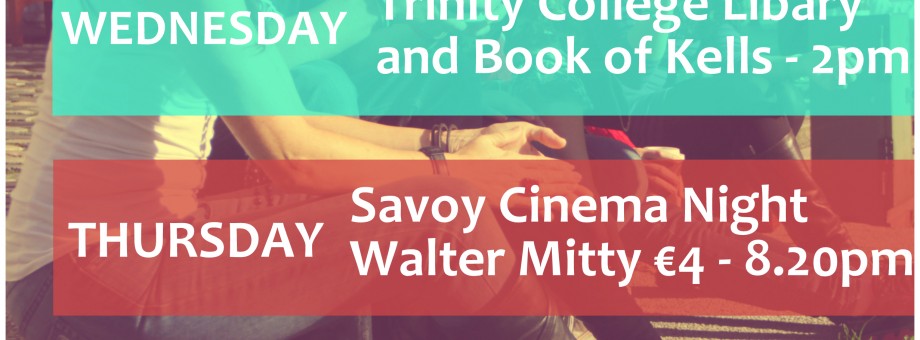 WEDNESDAY
Trinity College Libary
and Book of Kells - 2pm
THURSDAY
Savoy Cinema Night
Walter Mitty €4 - 8.20pm